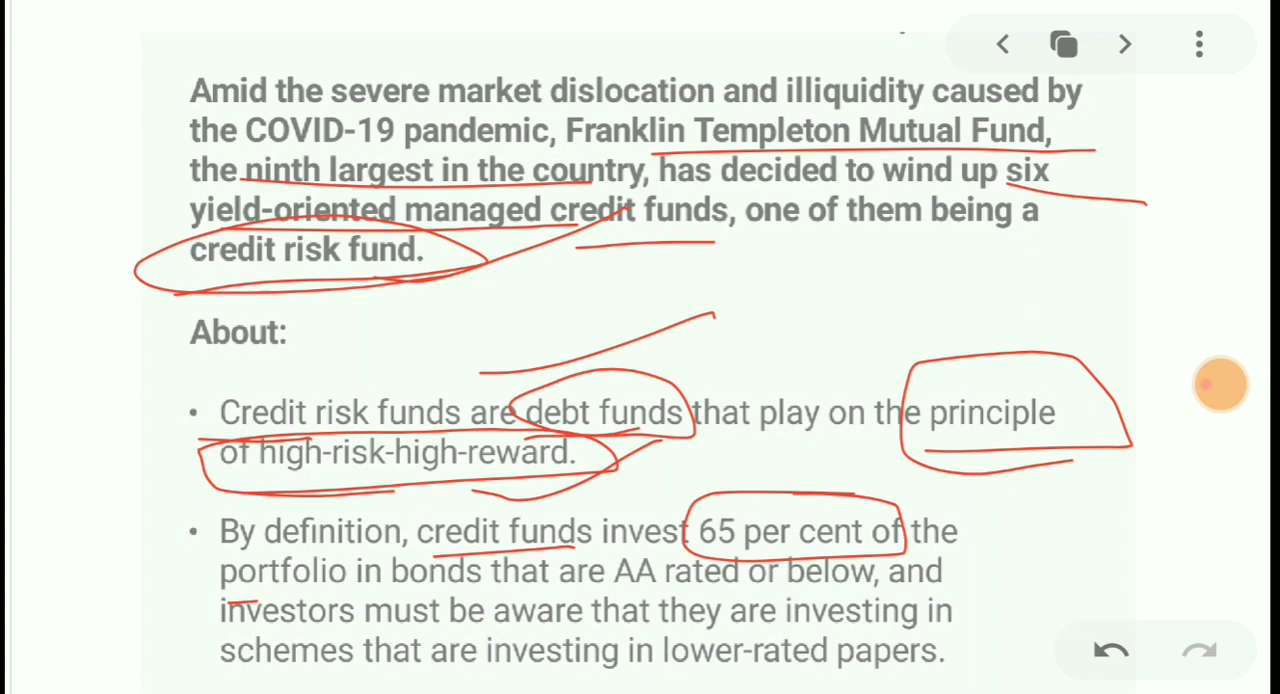 Amid the severe market dislocation and illiquidity caused by
the COVID-19 pandemic, Franklin Templeton Mutual Fund,
the ninth largest in the country, has decided to wind up six
yield-oriented managed credit funds, one of them being a
credit risk fund.
About:
• Credit risk funds are debt funds that play on the principle
of high-risk-high-reward.
• By definition, credit funds invest 65 per cent of the
portfolio in bonds that are AA rated or below, and
investors must be aware that they are investing in
schemes that are investing in lower-rated papers.